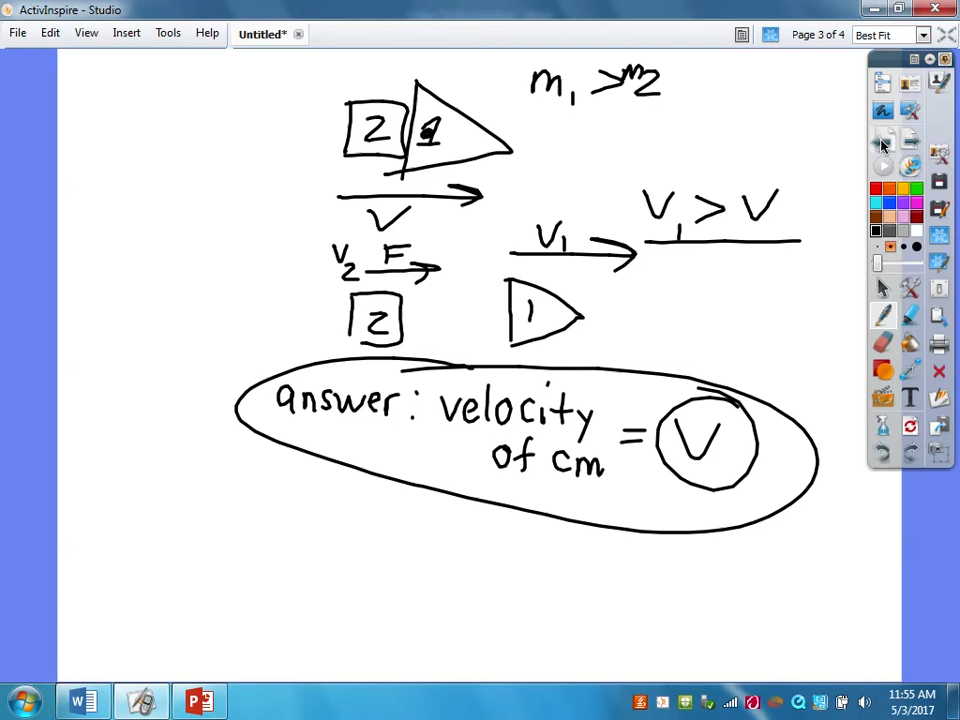 ActivInspire - Studio
File Edit View Insert Tools Help Untitled* Page 3 of 4 Best Fit
m1 > m2
2 1
V
V1 > V
V2 F V1
2 1
answer: velocity
of cm = V
T
11:55 AM
5/3/2017